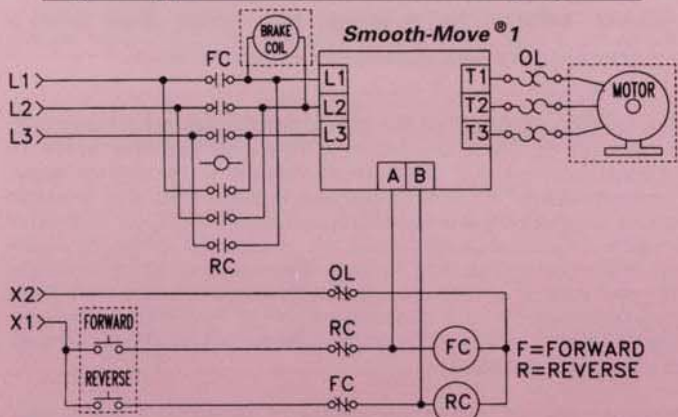 BRAKE
COIL
Smooth-Move® 1
FC
OL
L1
L2
L3
L1
L2
L3
T1
T2
T3
MOTOR
A B
RC
X2
OL
X1
FORWARD
RC
FC
F=FORWARD
R=REVERSE
REVERSE
FC
RC